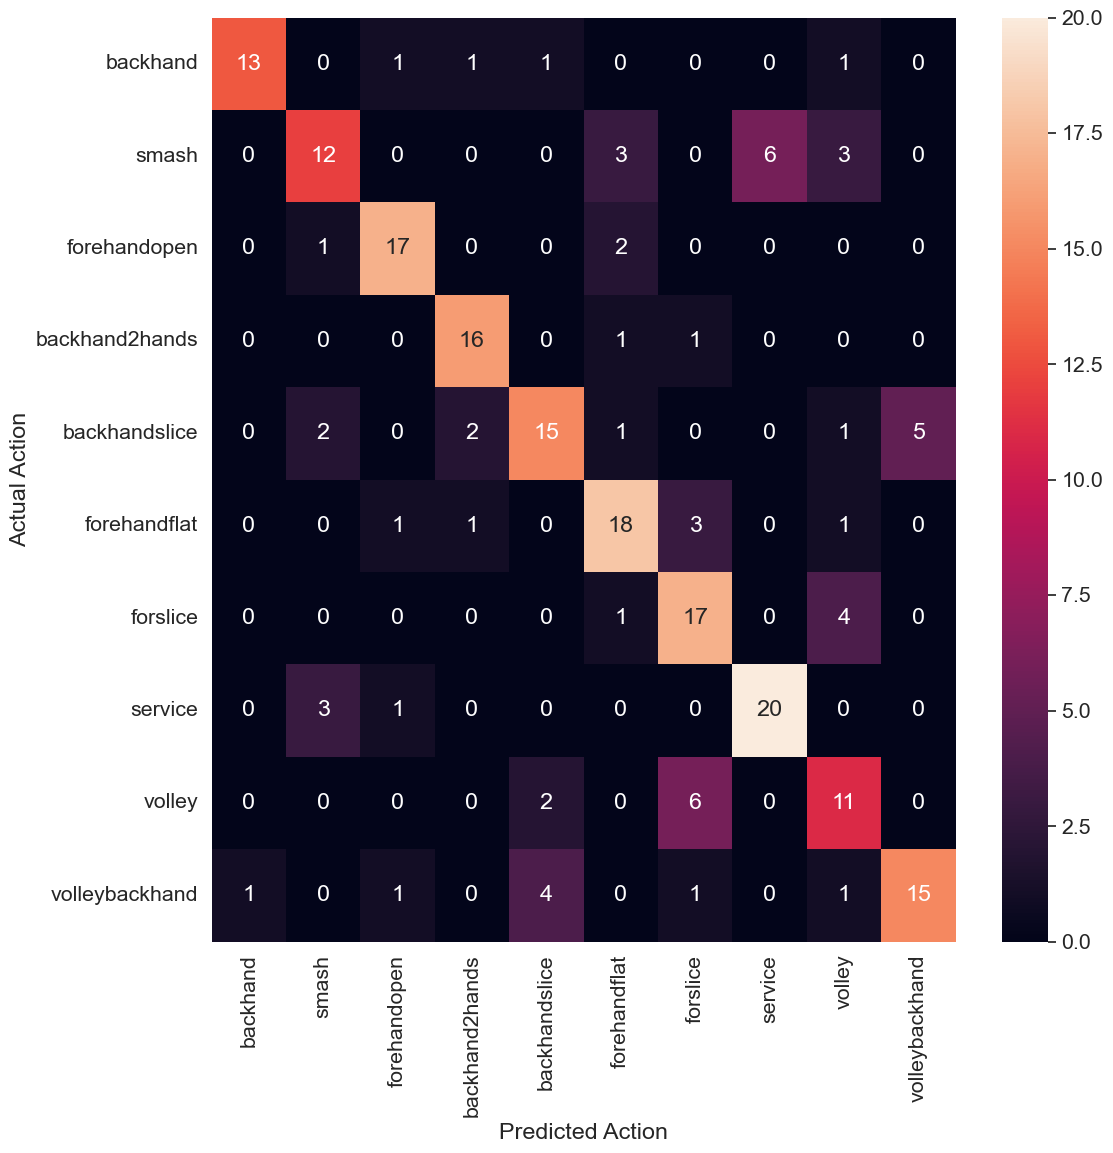 backhand 13 0 1 1 1 0 0 0 1 0
smash 0 12 0 0 0 3 0 6 3 0
forehandopen 0 1 17 0 0 2 0 0 0 0
backhand2hands 0 0 0 16 0 1 1 0 0 0
backhandslice 0 2 0 2 15 1 0 0 1 5
forehandflat 0 0 1 1 0 18 3 0 1 0
forslice 0 0 0 0 0 1 17 0 4 0
service 0 3 1 0 0 0 0 20 0 0
volley 0 0 0 0 2 0 6 0 11 0
volleybackhand 1 0 1 0 4 0 1 0 1 15
Actual Action
backhand
smash
forehandopen
backhand2hands
backhandslice
forehandflat
forslice
service
volley
volleybackhand
Predicted Action
20.0
17.5
15.0
12.5
10.0
7.5
5.0
2.5
0.0